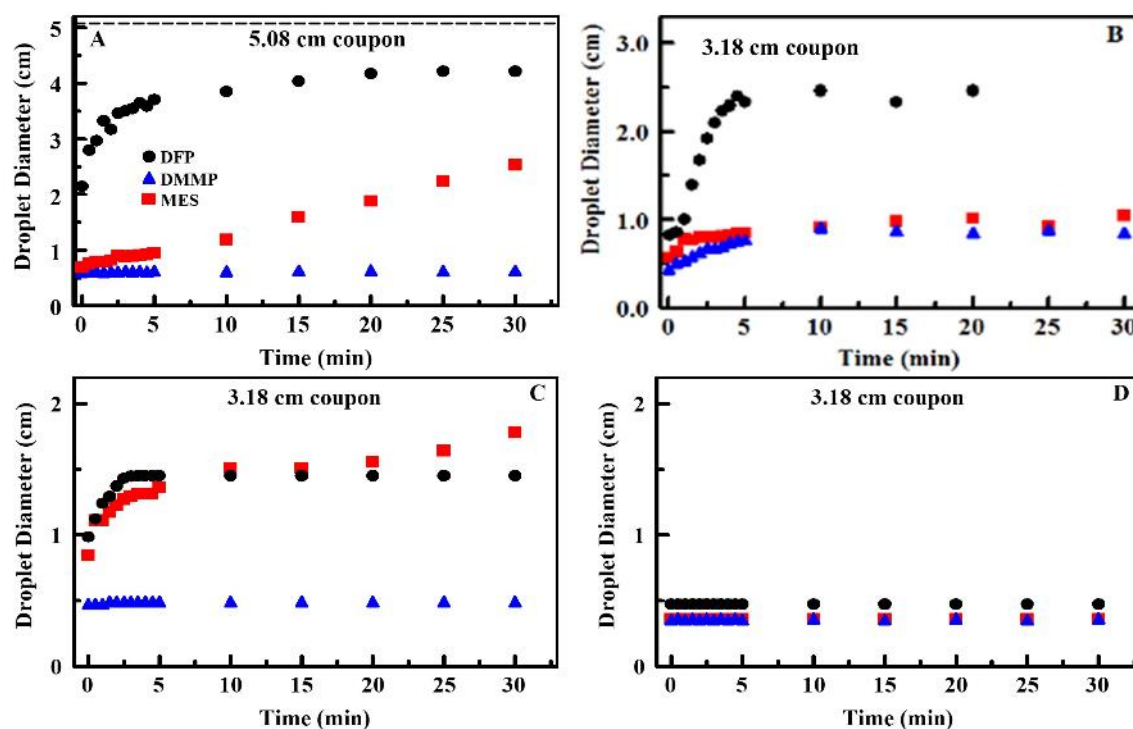 A
5.08 cm coupon
Droplet Diameter (cm)
5
4
3
2
1
0
DFP
DMMP
MES
0 5 10 15 20 25 30
Time (min)
B
3.18 cm coupon
Droplet Diameter (cm)
3.0
2.0
1.0
0.0
0 5 10 15 20 25 30
Time (min)
C
3.18 cm coupon
Droplet Diameter (cm)
2
1
0
0 5 10 15 20 25 30
Time (min)
D
3.18 cm coupon
Droplet Diameter (cm)
2
1
0
0 5 10 15 20 25 30
Time (min)